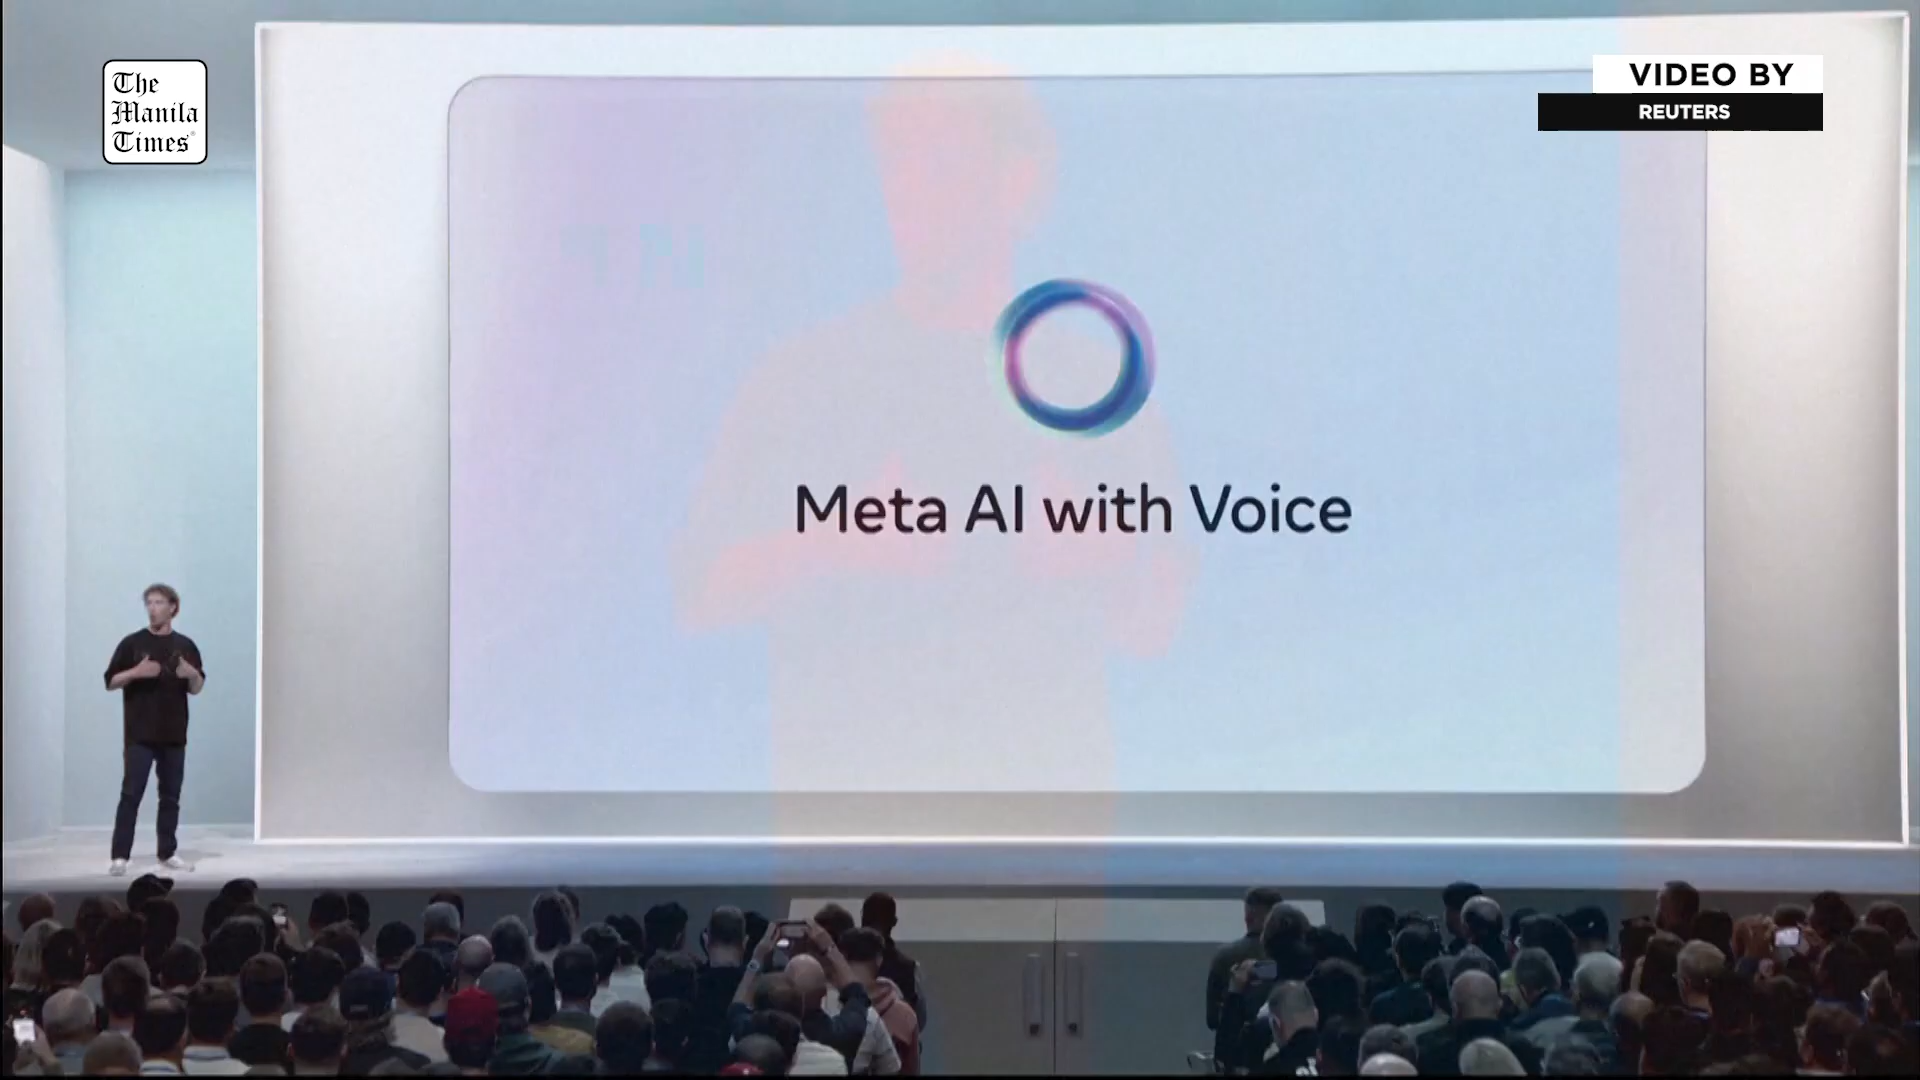 The
Manila
Times
VIDEO BY
REUTERS
Meta AI with Voice